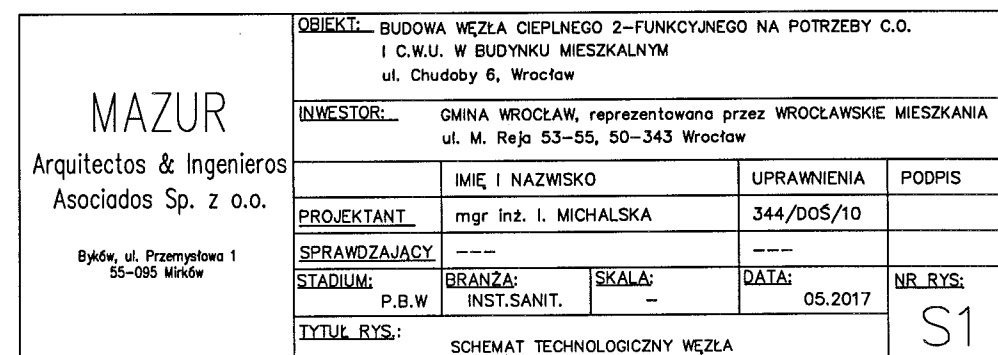 MAZUR
Arquitectos & Ingenieros
Asociados Sp. z o.o.
Byków, ul. Przemysłowa 1
55-095 Mirków
OBIEKT: BUDOWA WĘZŁA CIEPLNEGO 2-FUNKCYJNEGO NA POTRZEBY C.O.
I C.W.U. W BUDYNKU MIESZKALNYM
ul. Chudoby 6, Wrocław
INWESTOR: GMINA WROCŁAW, reprezentowana przez WROCŁAWSKIE MIESZKANIA
ul. M. Reja 53-55, 50-343 Wrocław
IMIĘ I NAZWISKO UPRAWNIENIA PODPIS
PROJEKTANT mgr inż. I. MICHALSKA 344/DOŚ/10
SPRAWDZAJĄCY --- ---
STADIUM: BRANŻA: SKALA: DATA: NR RYS:
P.B.W INST.SANIT. - 05.2017
S1
TYTUŁ RYS.:
SCHEMAT TECHNOLOGICZNY WĘZŁA